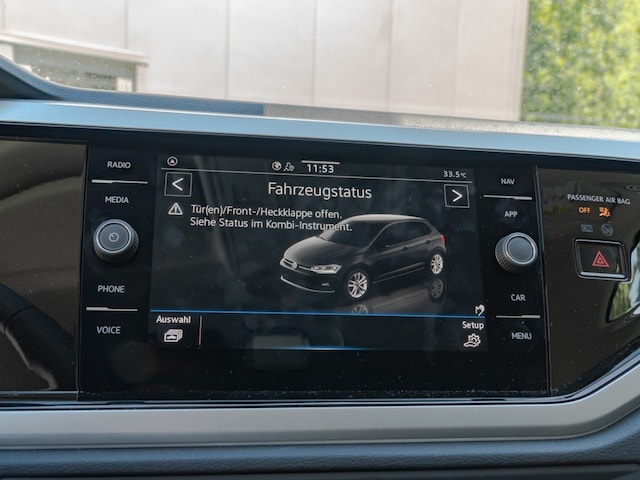 RADIO
MEDIA
PHONE
VOICE
11:53
33.5°C
Fahrzeugstatus
Tür(en)/Front-/Heckklappe offen.
Siehe Status im Kombi-Instrument.
Auswahl
Setup
NAV
APP
CAR
MENU
PASSENGER AIR BAG
OFF